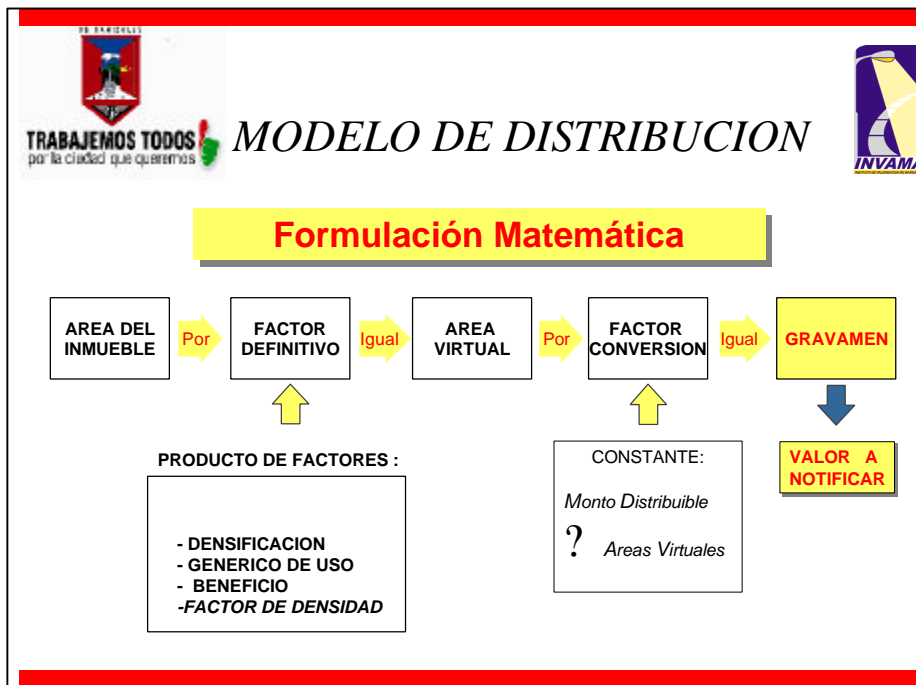 TRABAJEMOS TODOS
por la ciudad que queremos
MODELO DE DISTRIBUCION
Formulación Matemática
AREA DEL
INMUEBLE
Por
FACTOR
DEFINITIVO
Igual
AREA
VIRTUAL
Por
FACTOR
CONVERSION
Igual
GRAVAMEN
PRODUCTO DE FACTORES :
- DENSIFICACION
- GENERICO DE USO
- BENEFICIO
-FACTOR DE DENSIDAD
CONSTANTE:
Monto Distribuible
? Areas Virtuales
VALOR A
NOTIFICAR